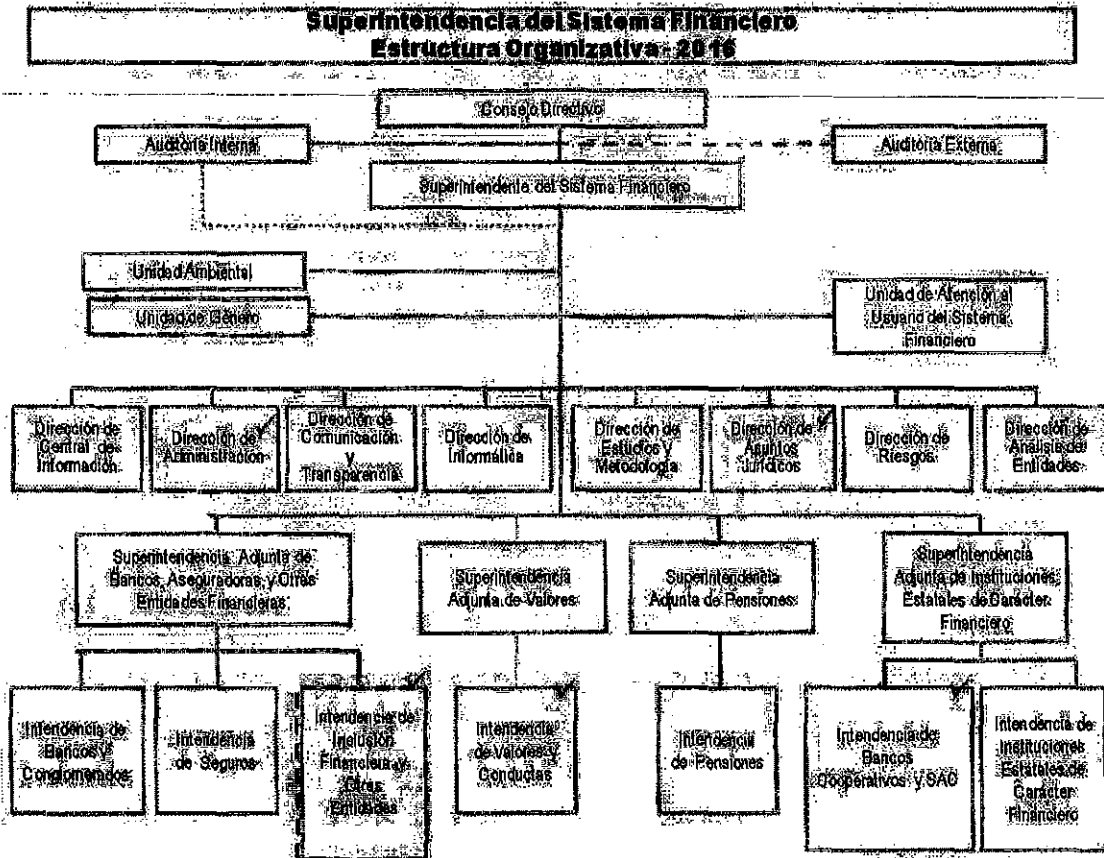 Superintendencia del Sistema Financiero
Estructura Organizativa - 2016
Consejo Directivo
Auditoría Interna
Auditoría Externa
Superintendente del Sistema Financiero
Unidad Ambiental
Unidad de Género
Unidad de Atención al
Usuario del Sistema
Financiero
Dirección de
Central de
Información
Dirección de
Administración
Dirección de
Comunicación
y
Transparencia
Dirección de
Informática
Dirección de
Estudios y
Metodología
Dirección de
Asuntos
Jurídicos
Dirección de
Riesgos
Dirección de
Análisis de
Entidades
Superintendencia Adjunta de
Bancos, Aseguradoras y Otras
Entidades Financieras
Superintendencia
Adjunta de Valores
Superintendencia
Adjunta de Pensiones
Superintendencia
Adjunta de Instituciones
Estatales de Carácter
Financiero
Intendencia de
Bancos y
Conglomerados
Intendencia
de Seguros
Intendencia de
Inclusión
Financiera y
Otras
Entidades
Intendencia
de Valores y
Conductas
Intendencia
de Pensiones
Intendencia de
Bancos
Cooperativos y SAC
Intendencia de
Instituciones
Estatales de
Carácter
Financiero